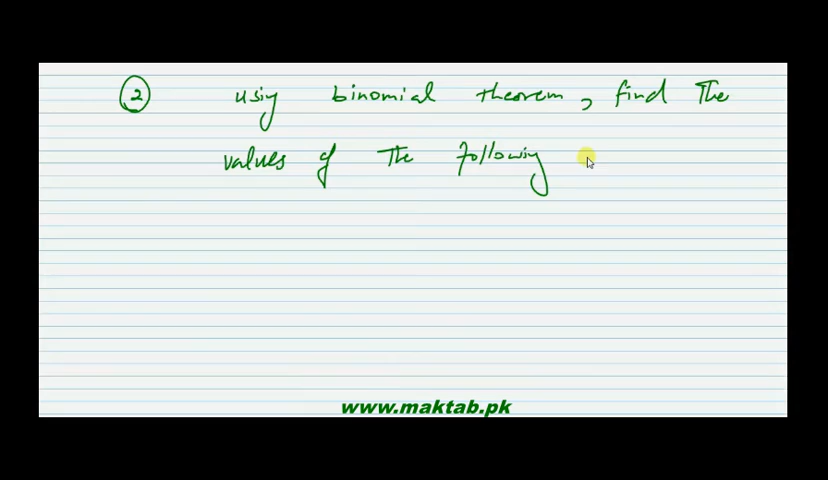 2 using binomial theorem, find The
values of The following
www.maktab.pk